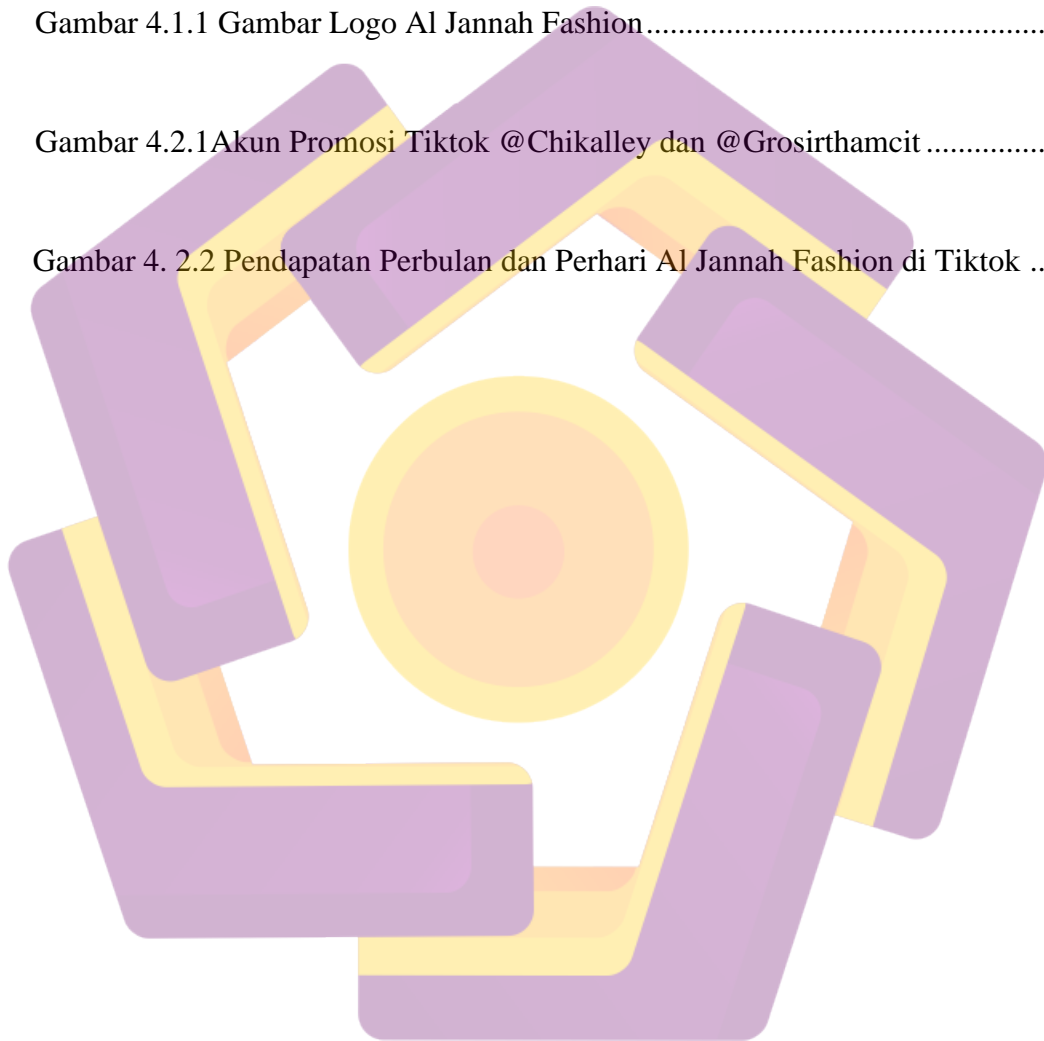 Gambar 4.1.1 Gambar Logo Al Jannah Fashion..............................................
Gambar 4.2.1Akun Promosi Tiktok @Chikalley dan @Grosirthamcit ...............
Gambar 4. 2.2 Pendapatan Perbulan dan Perhari Al Jannah Fashion di Tiktok ..